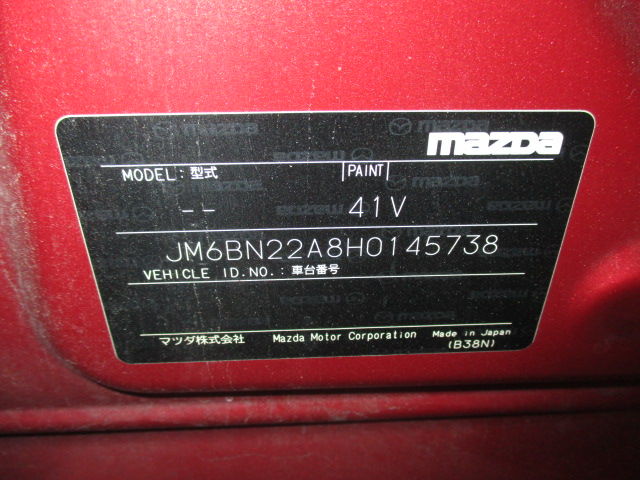 mazDa
MODEL: 型式 PAINT
-- 41V
JM6BN22A8H0145738
VEHICLE ID.NO.: 車台番号
マツダ株式会社 Mazda Motor Corporation Made in Japan
(B38N)